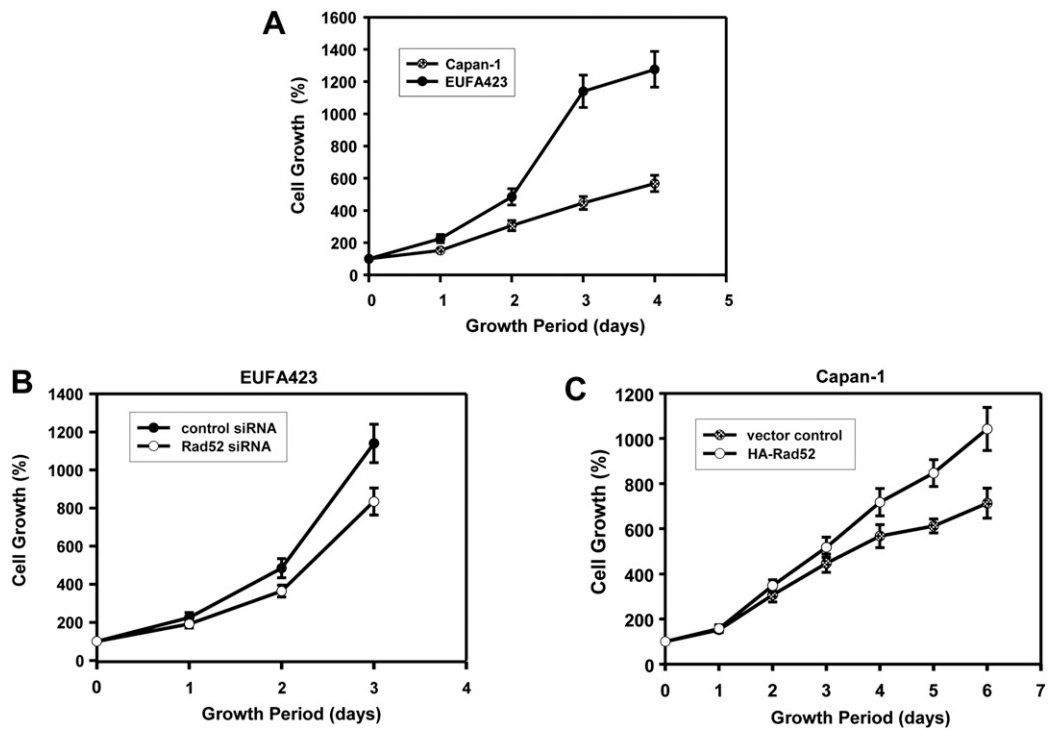 A
1600
1400
1200
1000
800
600
400
200
0
Cell Growth (%)
Capan-1
EUFA423
0 1 2 3 4 5
Growth Period (days)
B
EUFA423
1400
1200
1000
800
600
400
200
0
Cell Growth (%)
control siRNA
Rad52 siRNA
0 1 2 3 4
Growth Period (days)
C
Capan-1
1200
1000
800
600
400
200
0
Cell Growth (%)
vector control
HA-Rad52
0 1 2 3 4 5 6 7
Growth Period (days)